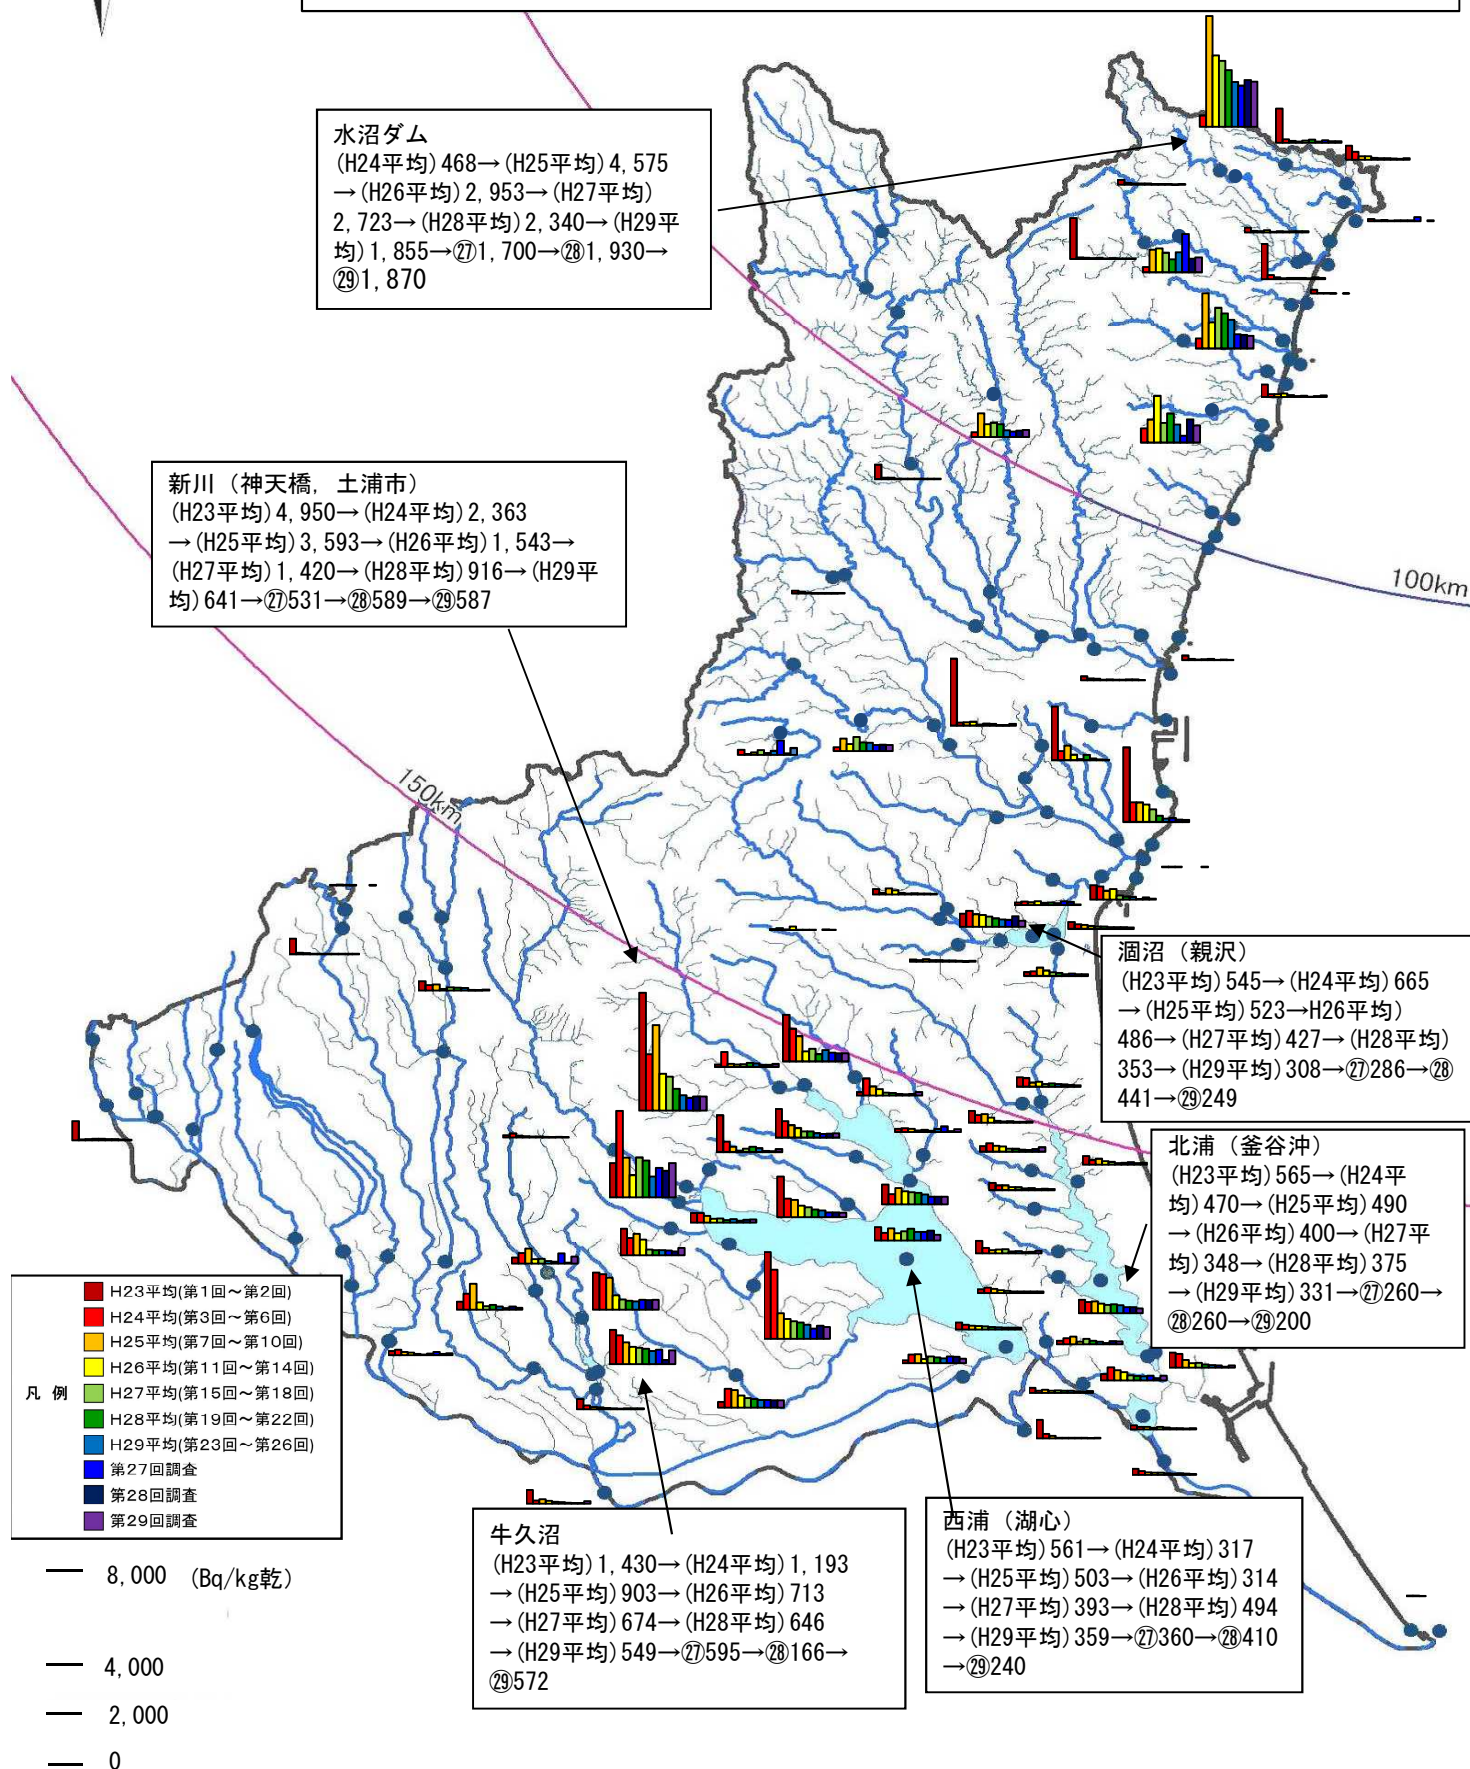 水沼ダム
(H24平均)468→(H25平均)4,575
→(H26平均)2,953→(H27平均)
2,723→(H28平均)2,340→(H29平
均)1,855→㉗1,700→㉘1,930→
㉙1,870
新川（神天橋，土浦市）
(H23平均)4,950→(H24平均)2,363
→(H25平均)3,593→(H26平均)1,543→
(H27平均)1,420→(H28平均)916→(H29平
均)641→㉗531→㉘589→㉙587
100km
150km
涸沼（親沢）
(H23平均)545→(H24平均)665
→(H25平均)523→H26平均)
486→(H27平均)427→(H28平均)
353→(H29平均)308→㉗286→㉘
441→㉙249
北浦（釜谷沖）
(H23平均)565→(H24平
均)470→(H25平均)490
→(H26平均)400→(H27平
均)348→(H28平均)375
→(H29平均)331→㉗260→
㉘260→㉙200
凡 例
H23平均(第1回～第2回)
H24平均(第3回～第6回)
H25平均(第7回～第10回)
H26平均(第11回～第14回)
H27平均(第15回～第18回)
H28平均(第19回～第22回)
H29平均(第23回～第26回)
第27回調査
第28回調査
第29回調査
牛久沼
(H23平均)1,430→(H24平均)1,193
→(H25平均)903→(H26平均)713
→(H27平均)674→(H28平均)646
→(H29平均)549→㉗595→㉘166→
㉙572
西浦（湖心）
(H23平均)561→(H24平均)317
→(H25平均)503→(H26平均)314
→(H27平均)393→(H28平均)494
→(H29平均)359→㉗360→㉘410
→㉙240
8,000 (Bq/kg乾)
4,000
2,000
0